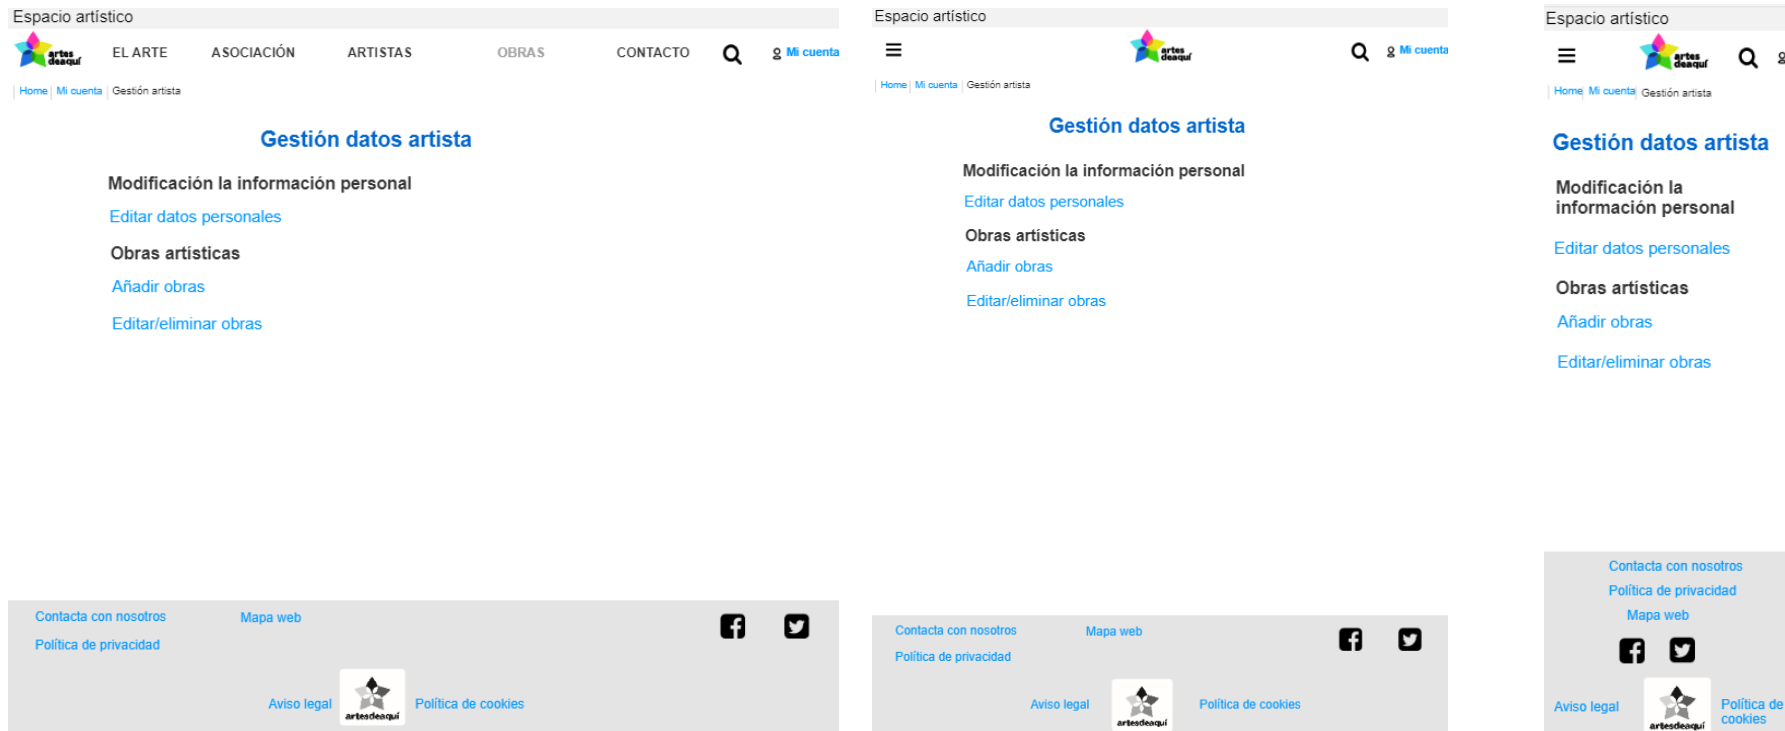 Espacio artístico
artes deaquí
EL ARTE ASOCIACIÓN ARTISTAS OBRAS CONTACTO Mi cuenta
Home Mi cuenta Gestión artista
Gestión datos artista
Modificación la información personal
Editar datos personales
Obras artísticas
Añadir obras
Editar/eliminar obras
Contacta con nosotros Mapa web
Política de privacidad
Aviso legal artesdeaquí Política de cookies
Espacio artístico
artes deaquí
Mi cuenta
Home Mi cuenta Gestión artista
Gestión datos artista
Modificación la información personal
Editar datos personales
Obras artísticas
Añadir obras
Editar/eliminar obras
Contacta con nosotros Mapa web
Política de privacidad
Aviso legal artesdeaquí Política de cookies
Espacio artístico
artes deaquí
Home Mi cuenta Gestión artista
Gestión datos artista
Modificación la
información personal
Editar datos personales
Obras artísticas
Añadir obras
Editar/eliminar obras
Contacta con nosotros
Política de privacidad
Mapa web
Aviso legal artesdeaquí Política de
cookies